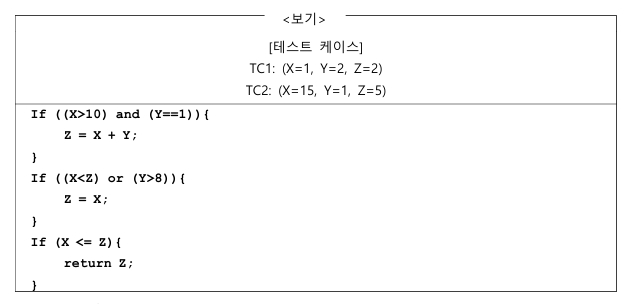 <보기>
[테스트 케이스]
TC1: (X=1, Y=2, Z=2)
TC2: (X=15, Y=1, Z=5)
If ((X>10) and (Y==1)){
Z = X + Y;
}
If ((X<Z) or (Y>8)){
Z = X;
}
If (X <= Z){
return Z;
}